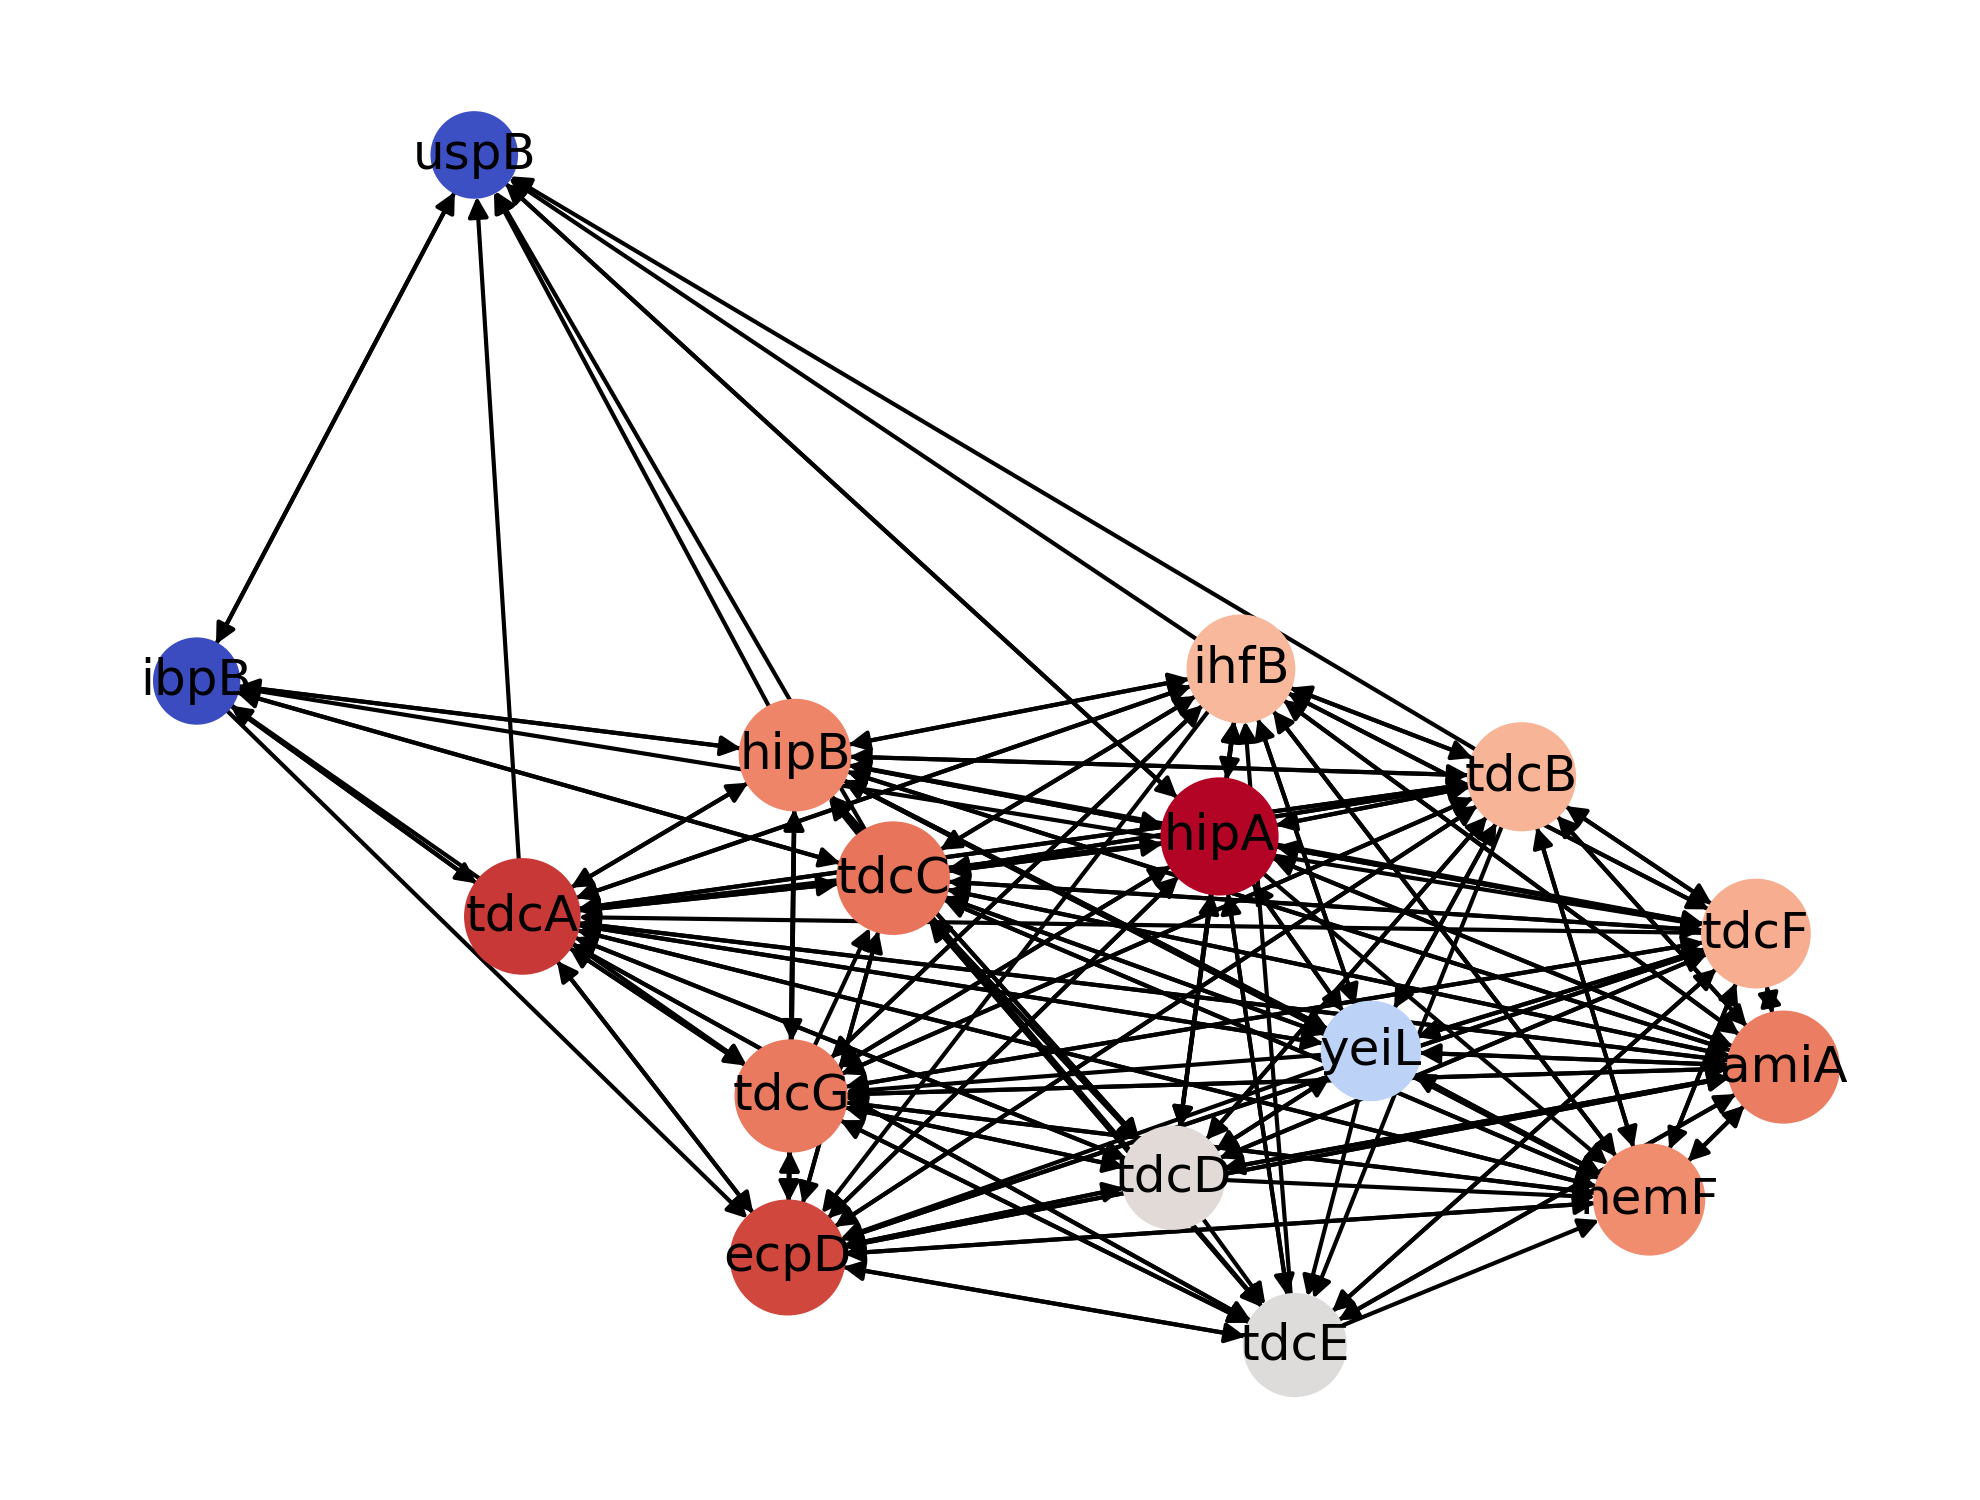 uspB
ihfB
ibpB
hipB
tdcB
hipA
tdcC
tdcA
tdcF
yeiL
amiA
tdcG
tdcD
hemF
ecpD
tdcE